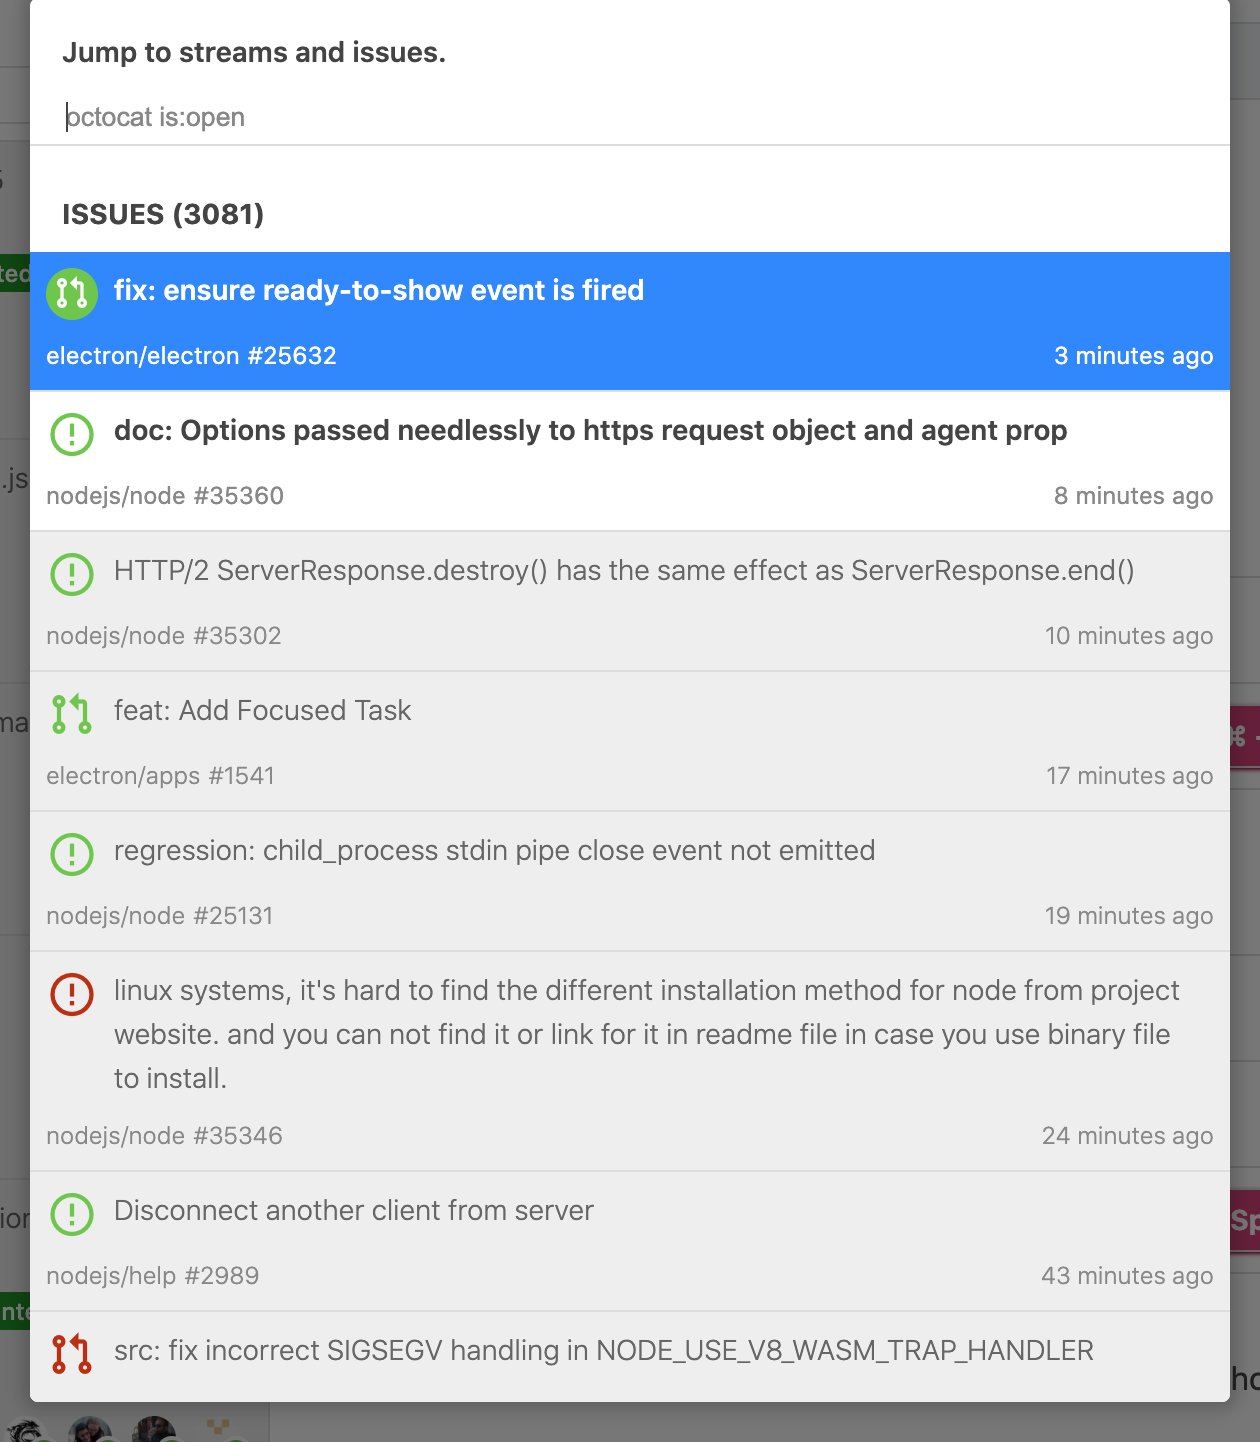 Jump to streams and issues.
octocat is:open
ISSUES (3081)
fix: ensure ready-to-show event is fired
electron/electron #25632 3 minutes ago
doc: Options passed needlessly to https request object and agent prop
nodejs/node #35360 8 minutes ago
HTTP/2 ServerResponse.destroy() has the same effect as ServerResponse.end()
nodejs/node #35302 10 minutes ago
feat: Add Focused Task
electron/apps #1541 17 minutes ago
regression: child_process stdin pipe close event not emitted
nodejs/node #25131 19 minutes ago
linux systems, it's hard to find the different installation method for node from project
website. and you can not find it or link for it in readme file in case you use binary file
to install.
nodejs/node #35346 24 minutes ago
Disconnect another client from server
nodejs/help #2989 43 minutes ago
src: fix incorrect SIGSEGV handling in NODE_USE_V8_WASM_TRAP_HANDLER